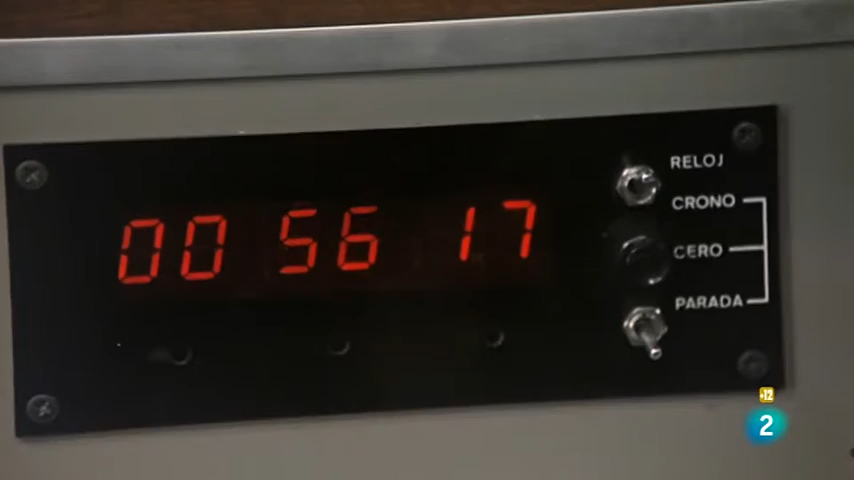 RELOJ
00 56 17
CRONO
CERO
PARADA
+12
2